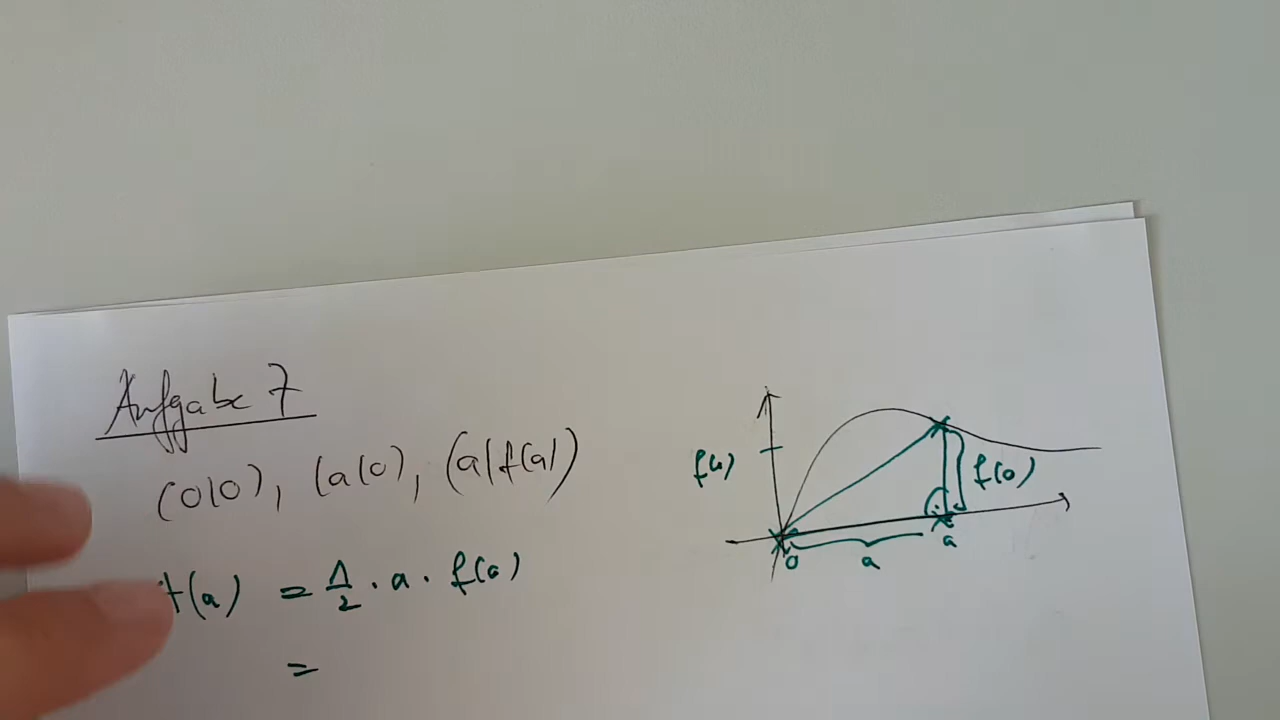 Aufgabe 7
(0|0), (a|0), (a|f(a))
(a) = 1/2 · a · f(a)
=
f(a)
f(a)
0
a
a